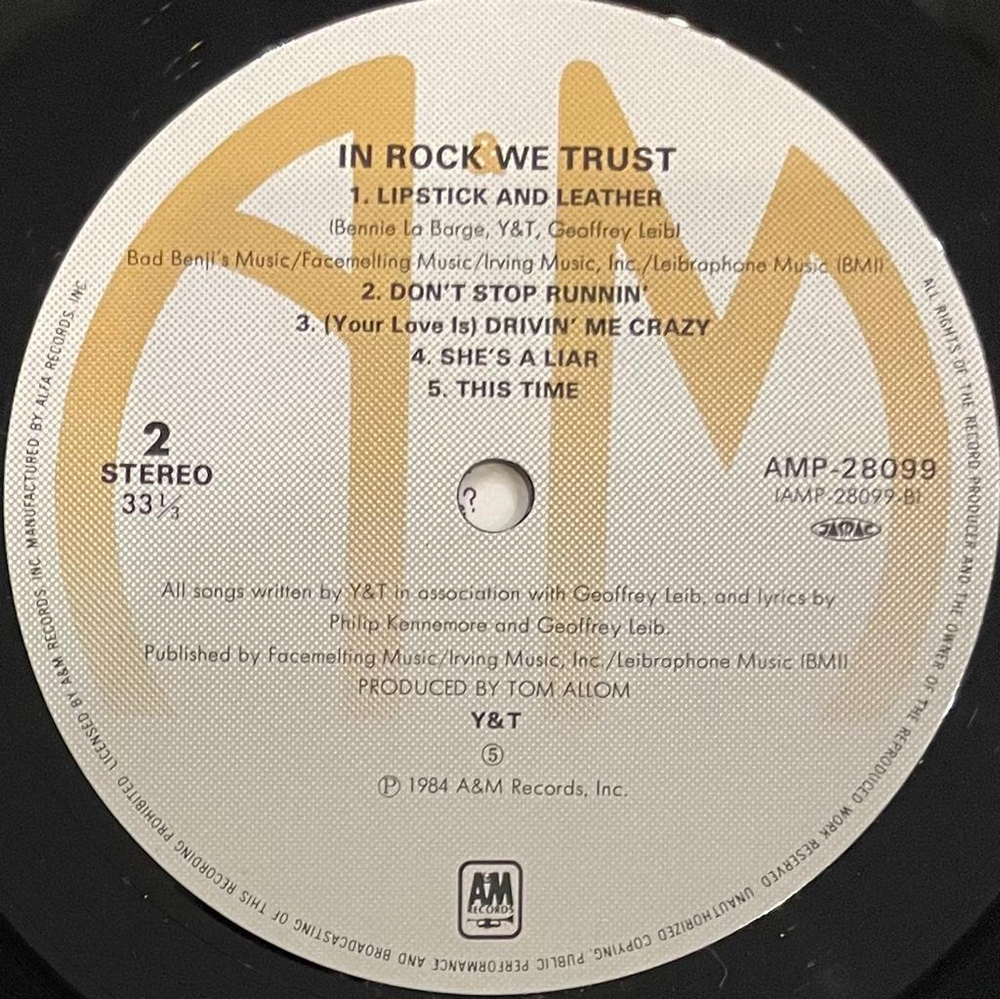 &
IN ROCK WE TRUST
1. LIPSTICK AND LEATHER
(Bennie La Barge, Y&T, Geoffrey Leib)
Bad Benji's Music/Facemelting Music/Irving Music, Inc./Leibraphone Music (BMI)
2. DON'T STOP RUNNIN'
3. (Your Love Is) DRIVIN' ME CRAZY
4. SHE'S A LIAR
5. THIS TIME
2
STEREO
33⅓
AMP-28099
(AMP-28099-B)
JASRAC
?
All songs written by Y&T in association with Geoffrey Leib, and lyrics by
Philip Kennemore and Geoffrey Leib.
Published by Facemelting Music/Irving Music, Inc./Leibraphone Music (BMI)
PRODUCED BY TOM ALLOM
Y&T
⑤
Ⓟ 1984 A&M Records, Inc.
A&M
RECORDS
ALL RIGHTS OF THE RECORD PRODUCER AND THE OWNER OF THE REPRODUCED WORK RESERVED. UNAUTHORIZED COPYING, PUBLIC PERFORMANCE AND BROADCASTING OF THIS RECORDING PROHIBITED. LICENSED BY A&M RECORDS INC. MANUFACTURED BY ALFA RECORDS, INC.